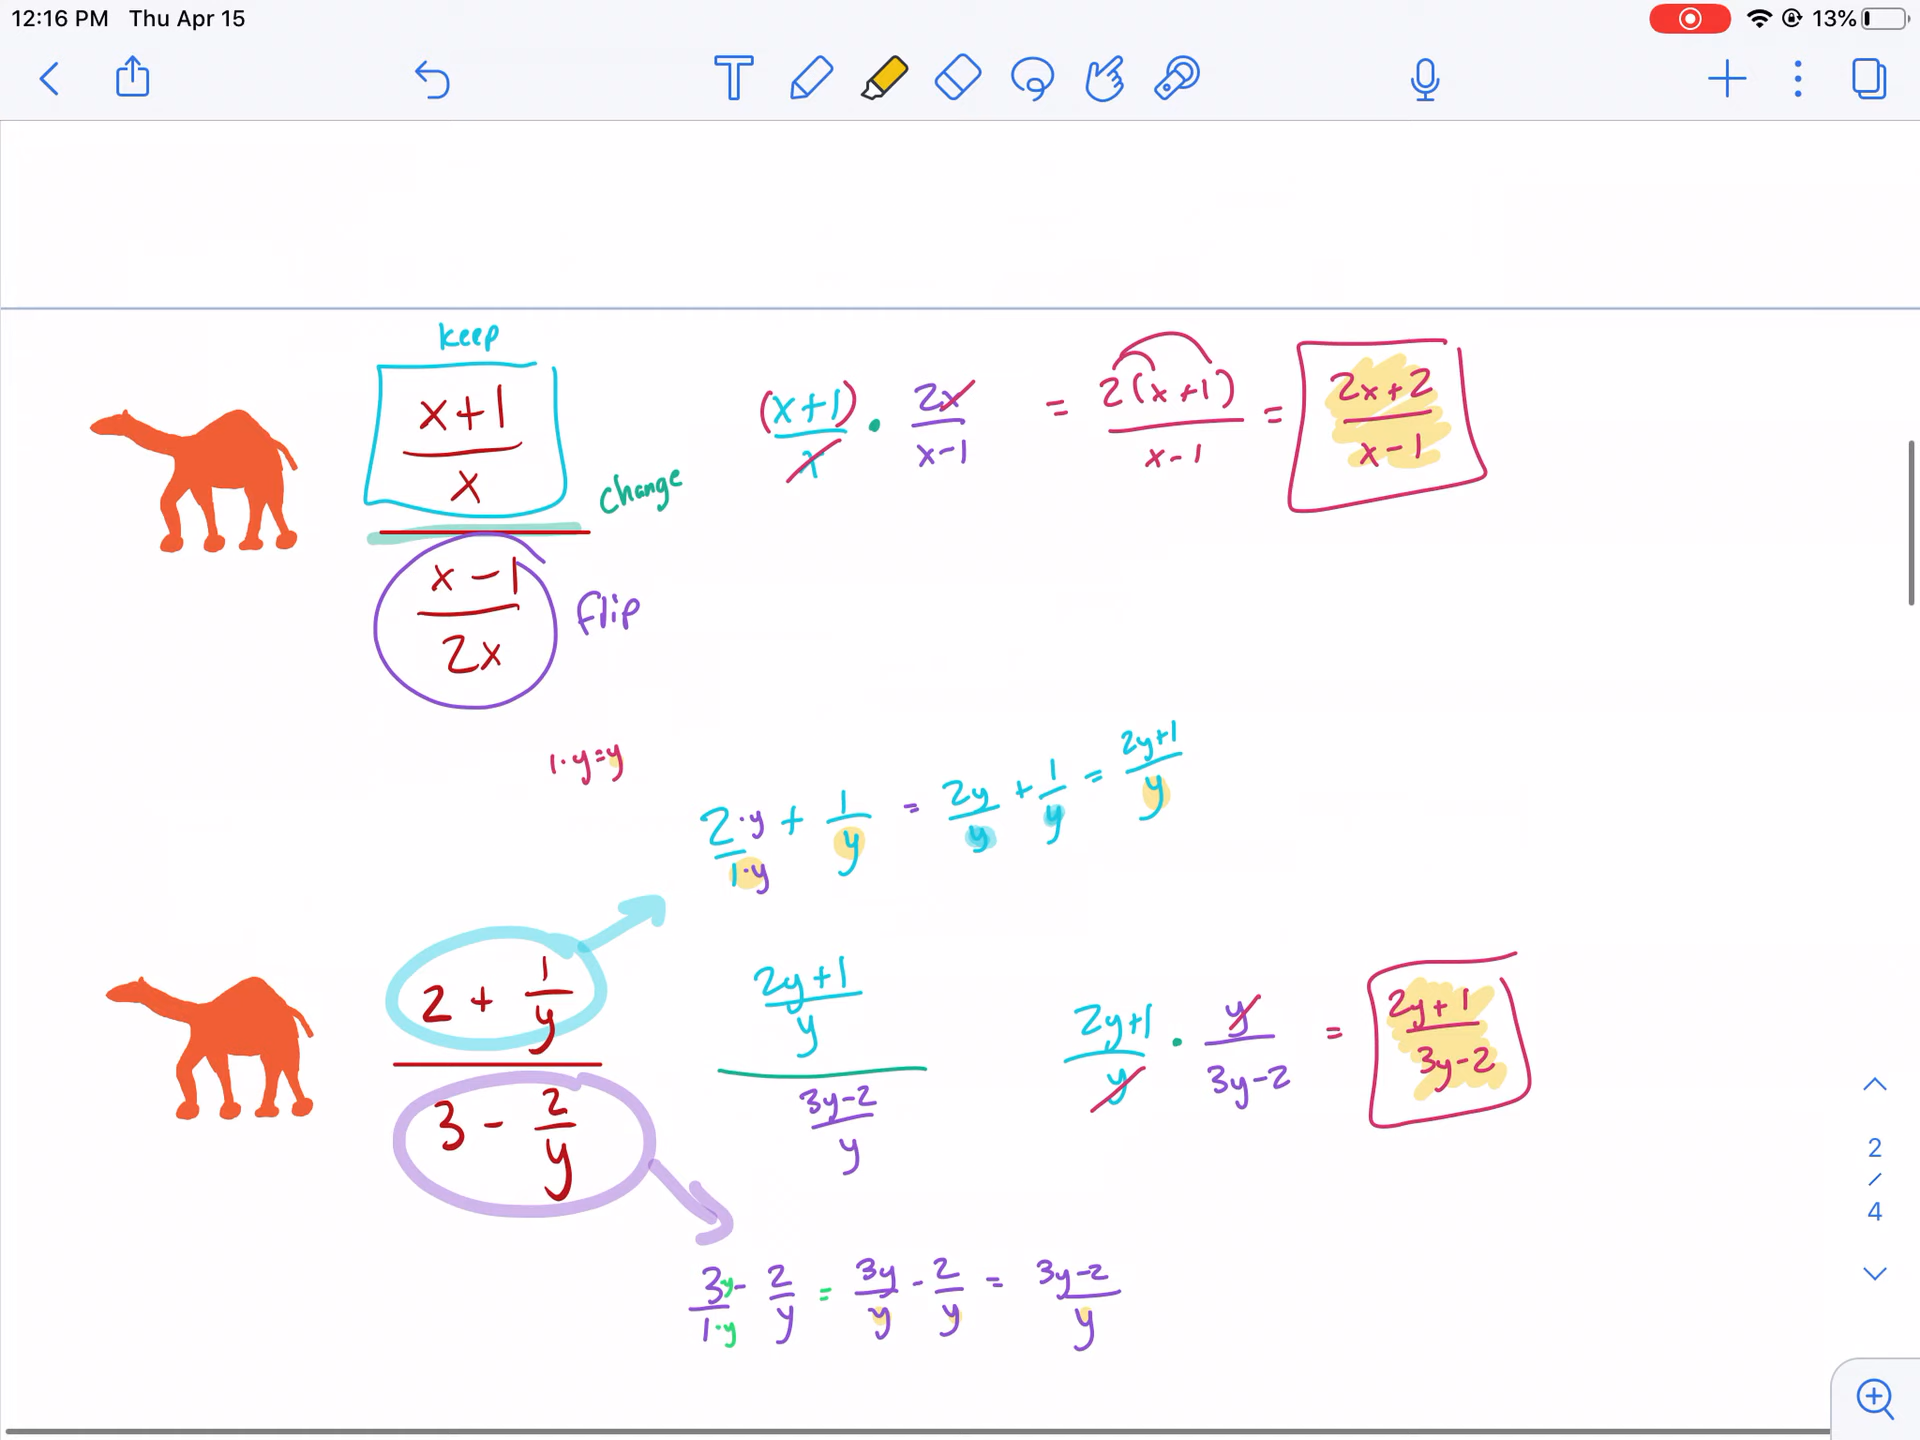 12:16 PM Thu Apr 15
13%
keep
x+1
x
change
x-1
2x
flip
(x+1)/x · 2x/x-1 = 2(x+1)/x-1 = 2x+2/x-1
1·y=y
2·y/1·y + 1/y = 2y/y + 1/y = 2y+1/y
2 + 1/y
3 - 2/y
2y+1
y
3y-2
y
2y+1/y · y/3y-2 = 2y+1/3y-2
3y/1·y - 2/y = 3y/y - 2/y = 3y-2/y
2
/
4